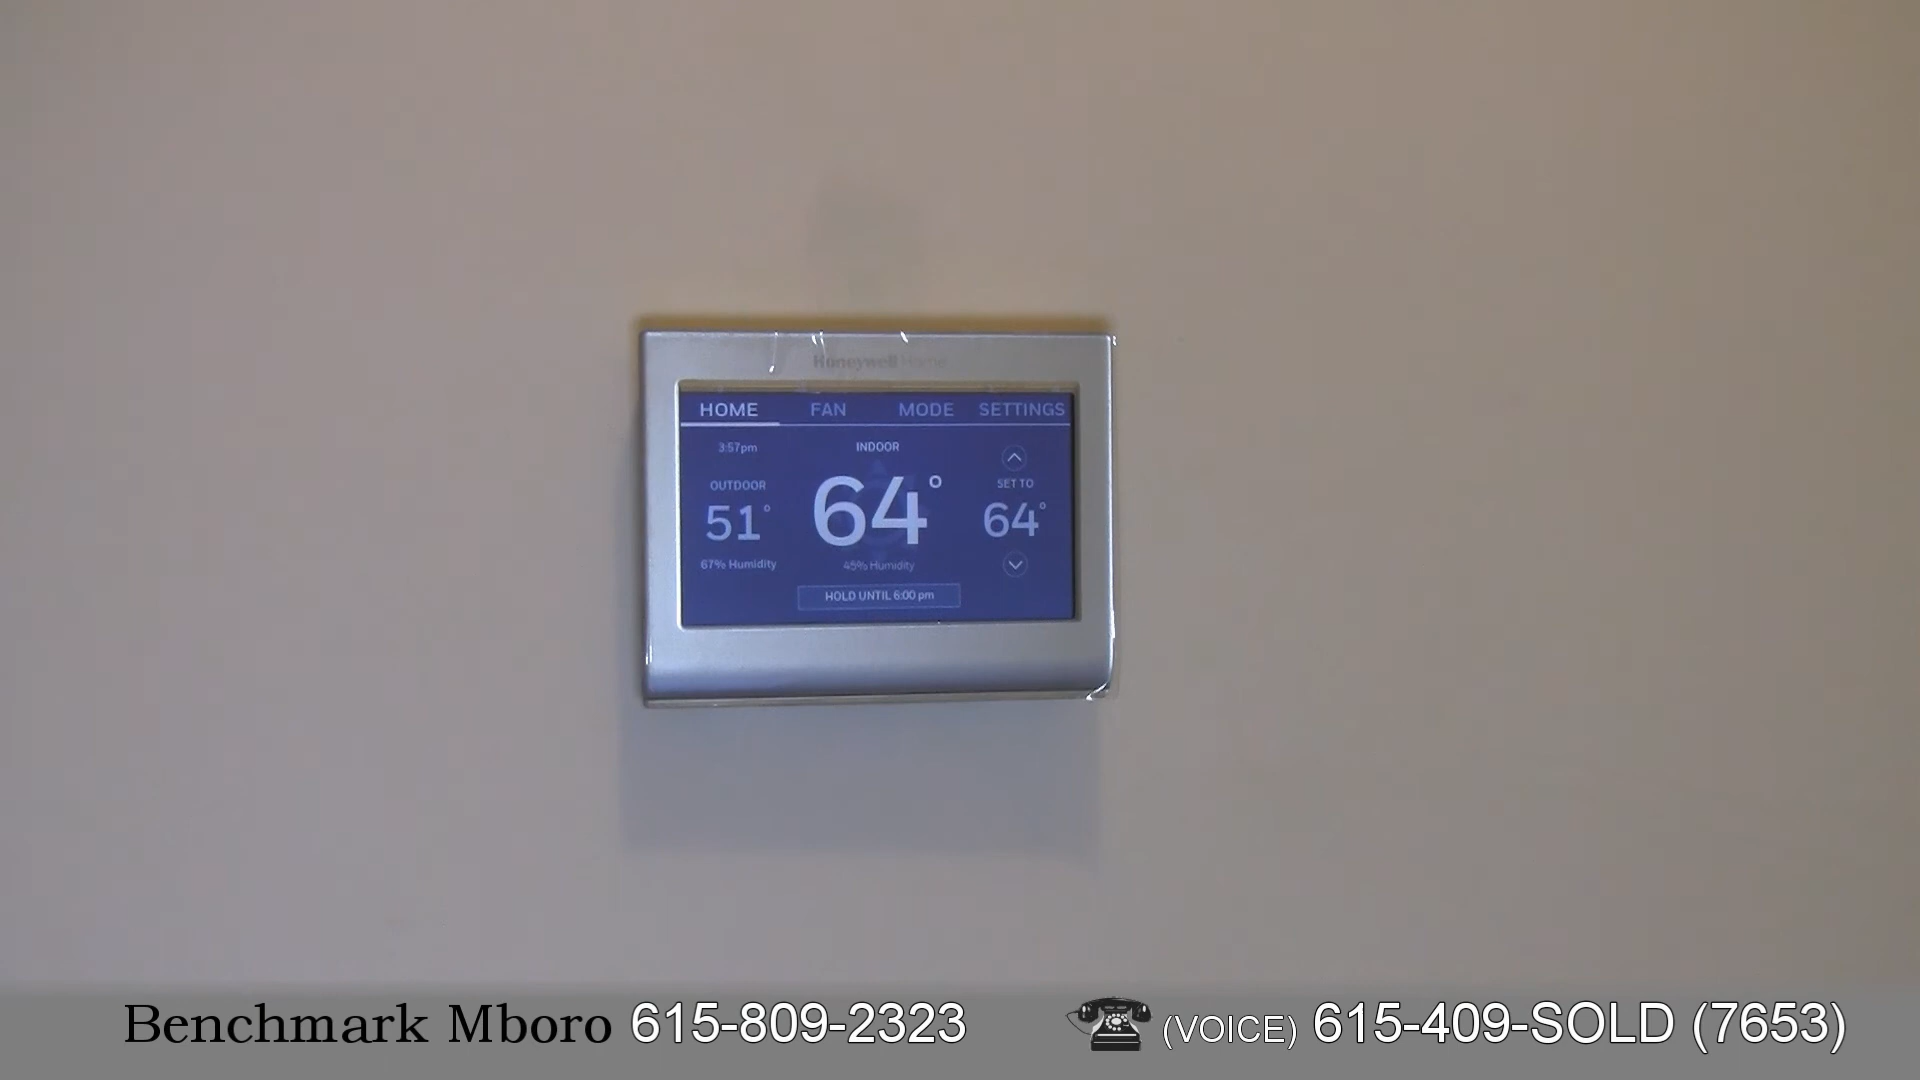 Honeywell Home
HOME FAN MODE SETTINGS
3:57pm
INDOOR
OUTDOOR
51°
67% Humidity
64°
45% Humidity
SET TO
64°
HOLD UNTIL 6:00 pm
Benchmark Mboro 615-809-2323 (VOICE) 615-409-SOLD (7653)